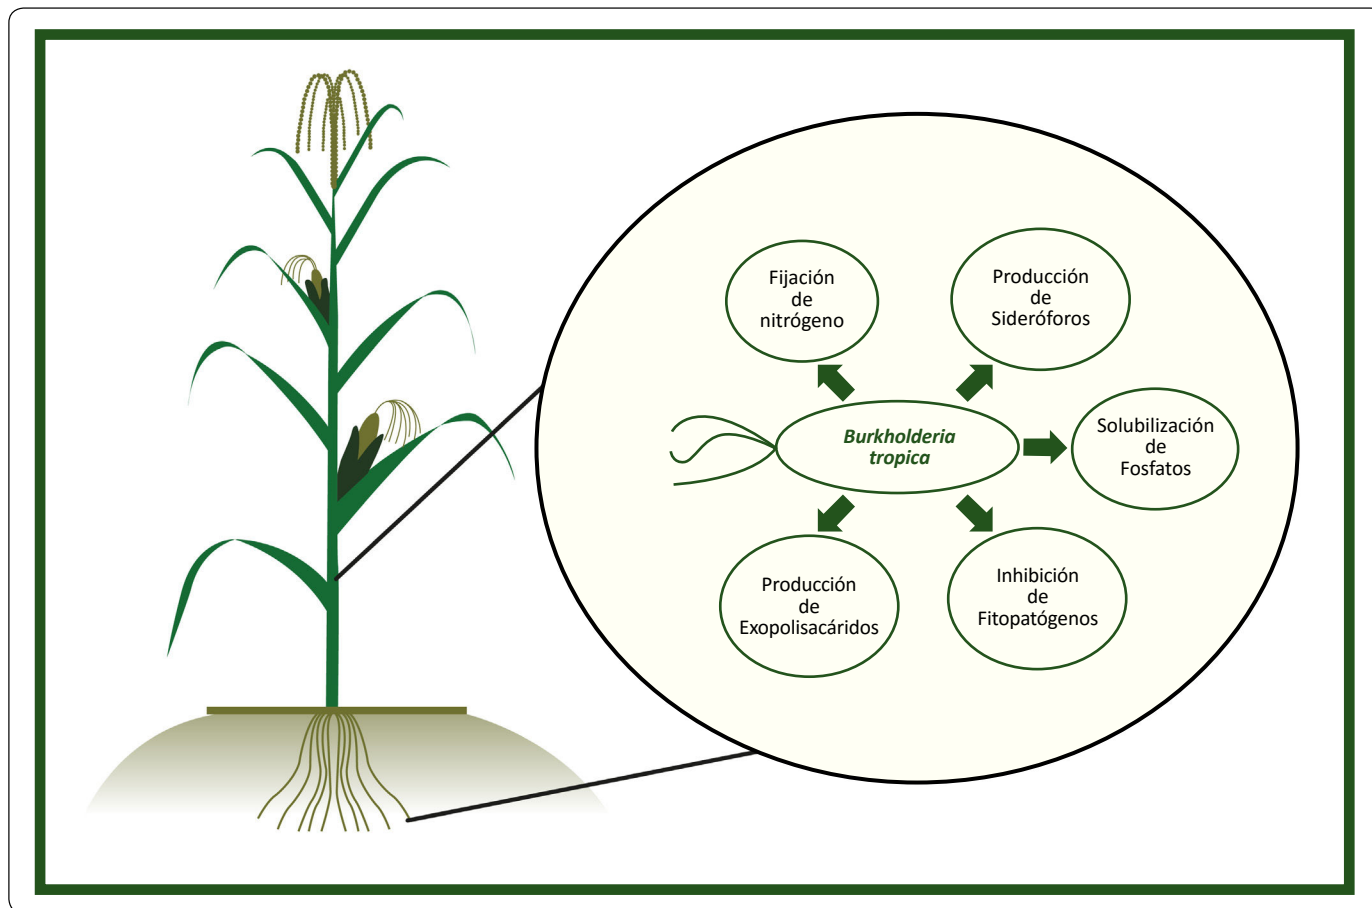 Fijación
de
nitrógeno
Producción
de
Sideróforos
Burkholderia
tropica
Solubilización
de
Fosfatos
Producción
de
Exopolisacáridos
Inhibición
de
Fitopatógenos